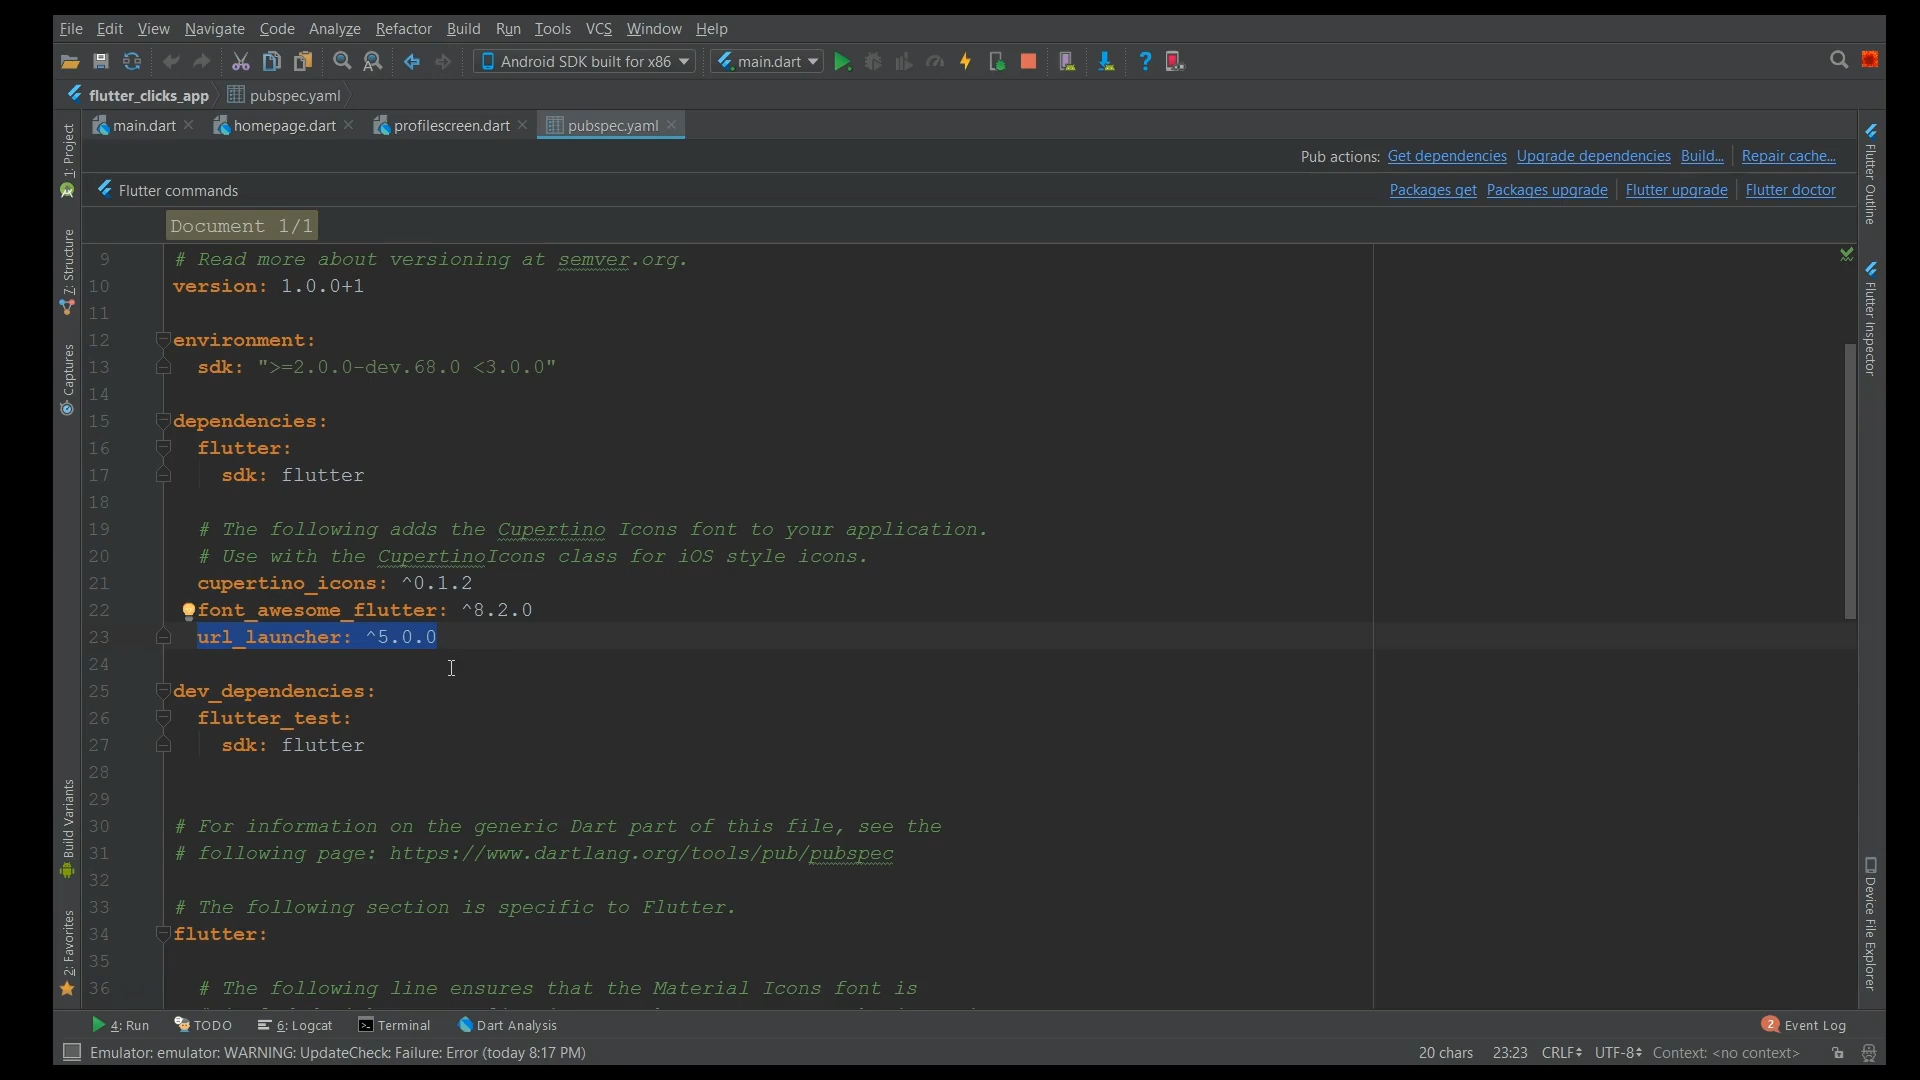 File Edit View Navigate Code Analyze Refactor Build Run Tools VCS Window Help
Android SDK built for x86 main.dart
flutter_clicks_app pubspec.yaml
main.dart homepage.dart profilescreen.dart pubspec.yaml
Pub actions: Get dependencies Upgrade dependencies Build... Repair cache...
Flutter commands Packages get Packages upgrade Flutter upgrade Flutter doctor
Document 1/1
9 # Read more about versioning at semver.org.
10 version: 1.0.0+1
11
12 environment:
13 sdk: ">=2.0.0-dev.68.0 <3.0.0"
14
15 dependencies:
16 flutter:
17 sdk: flutter
18
19 # The following adds the Cupertino Icons font to your application.
20 # Use with the CupertinoIcons class for iOS style icons.
21 cupertino_icons: ^0.1.2
22 font_awesome_flutter: ^8.2.0
23 url_launcher: ^5.0.0
24
25 dev_dependencies:
26 flutter_test:
27 sdk: flutter
28
29
30 # For information on the generic Dart part of this file, see the
31 # following page: https://www.dartlang.org/tools/pub/pubspec
32
33 # The following section is specific to Flutter.
34 flutter:
35
36 # The following line ensures that the Material Icons font is
1: Project
7: Structure
Captures
Build Variants
2: Favorites
Flutter Outline
Flutter Inspector
Device File Explorer
4: Run TODO 6: Logcat Terminal Dart Analysis 2 Event Log
Emulator: emulator: WARNING: UpdateCheck: Failure: Error (today 8:17 PM) 20 chars 23:23 CRLF UTF-8 Context: <no context>